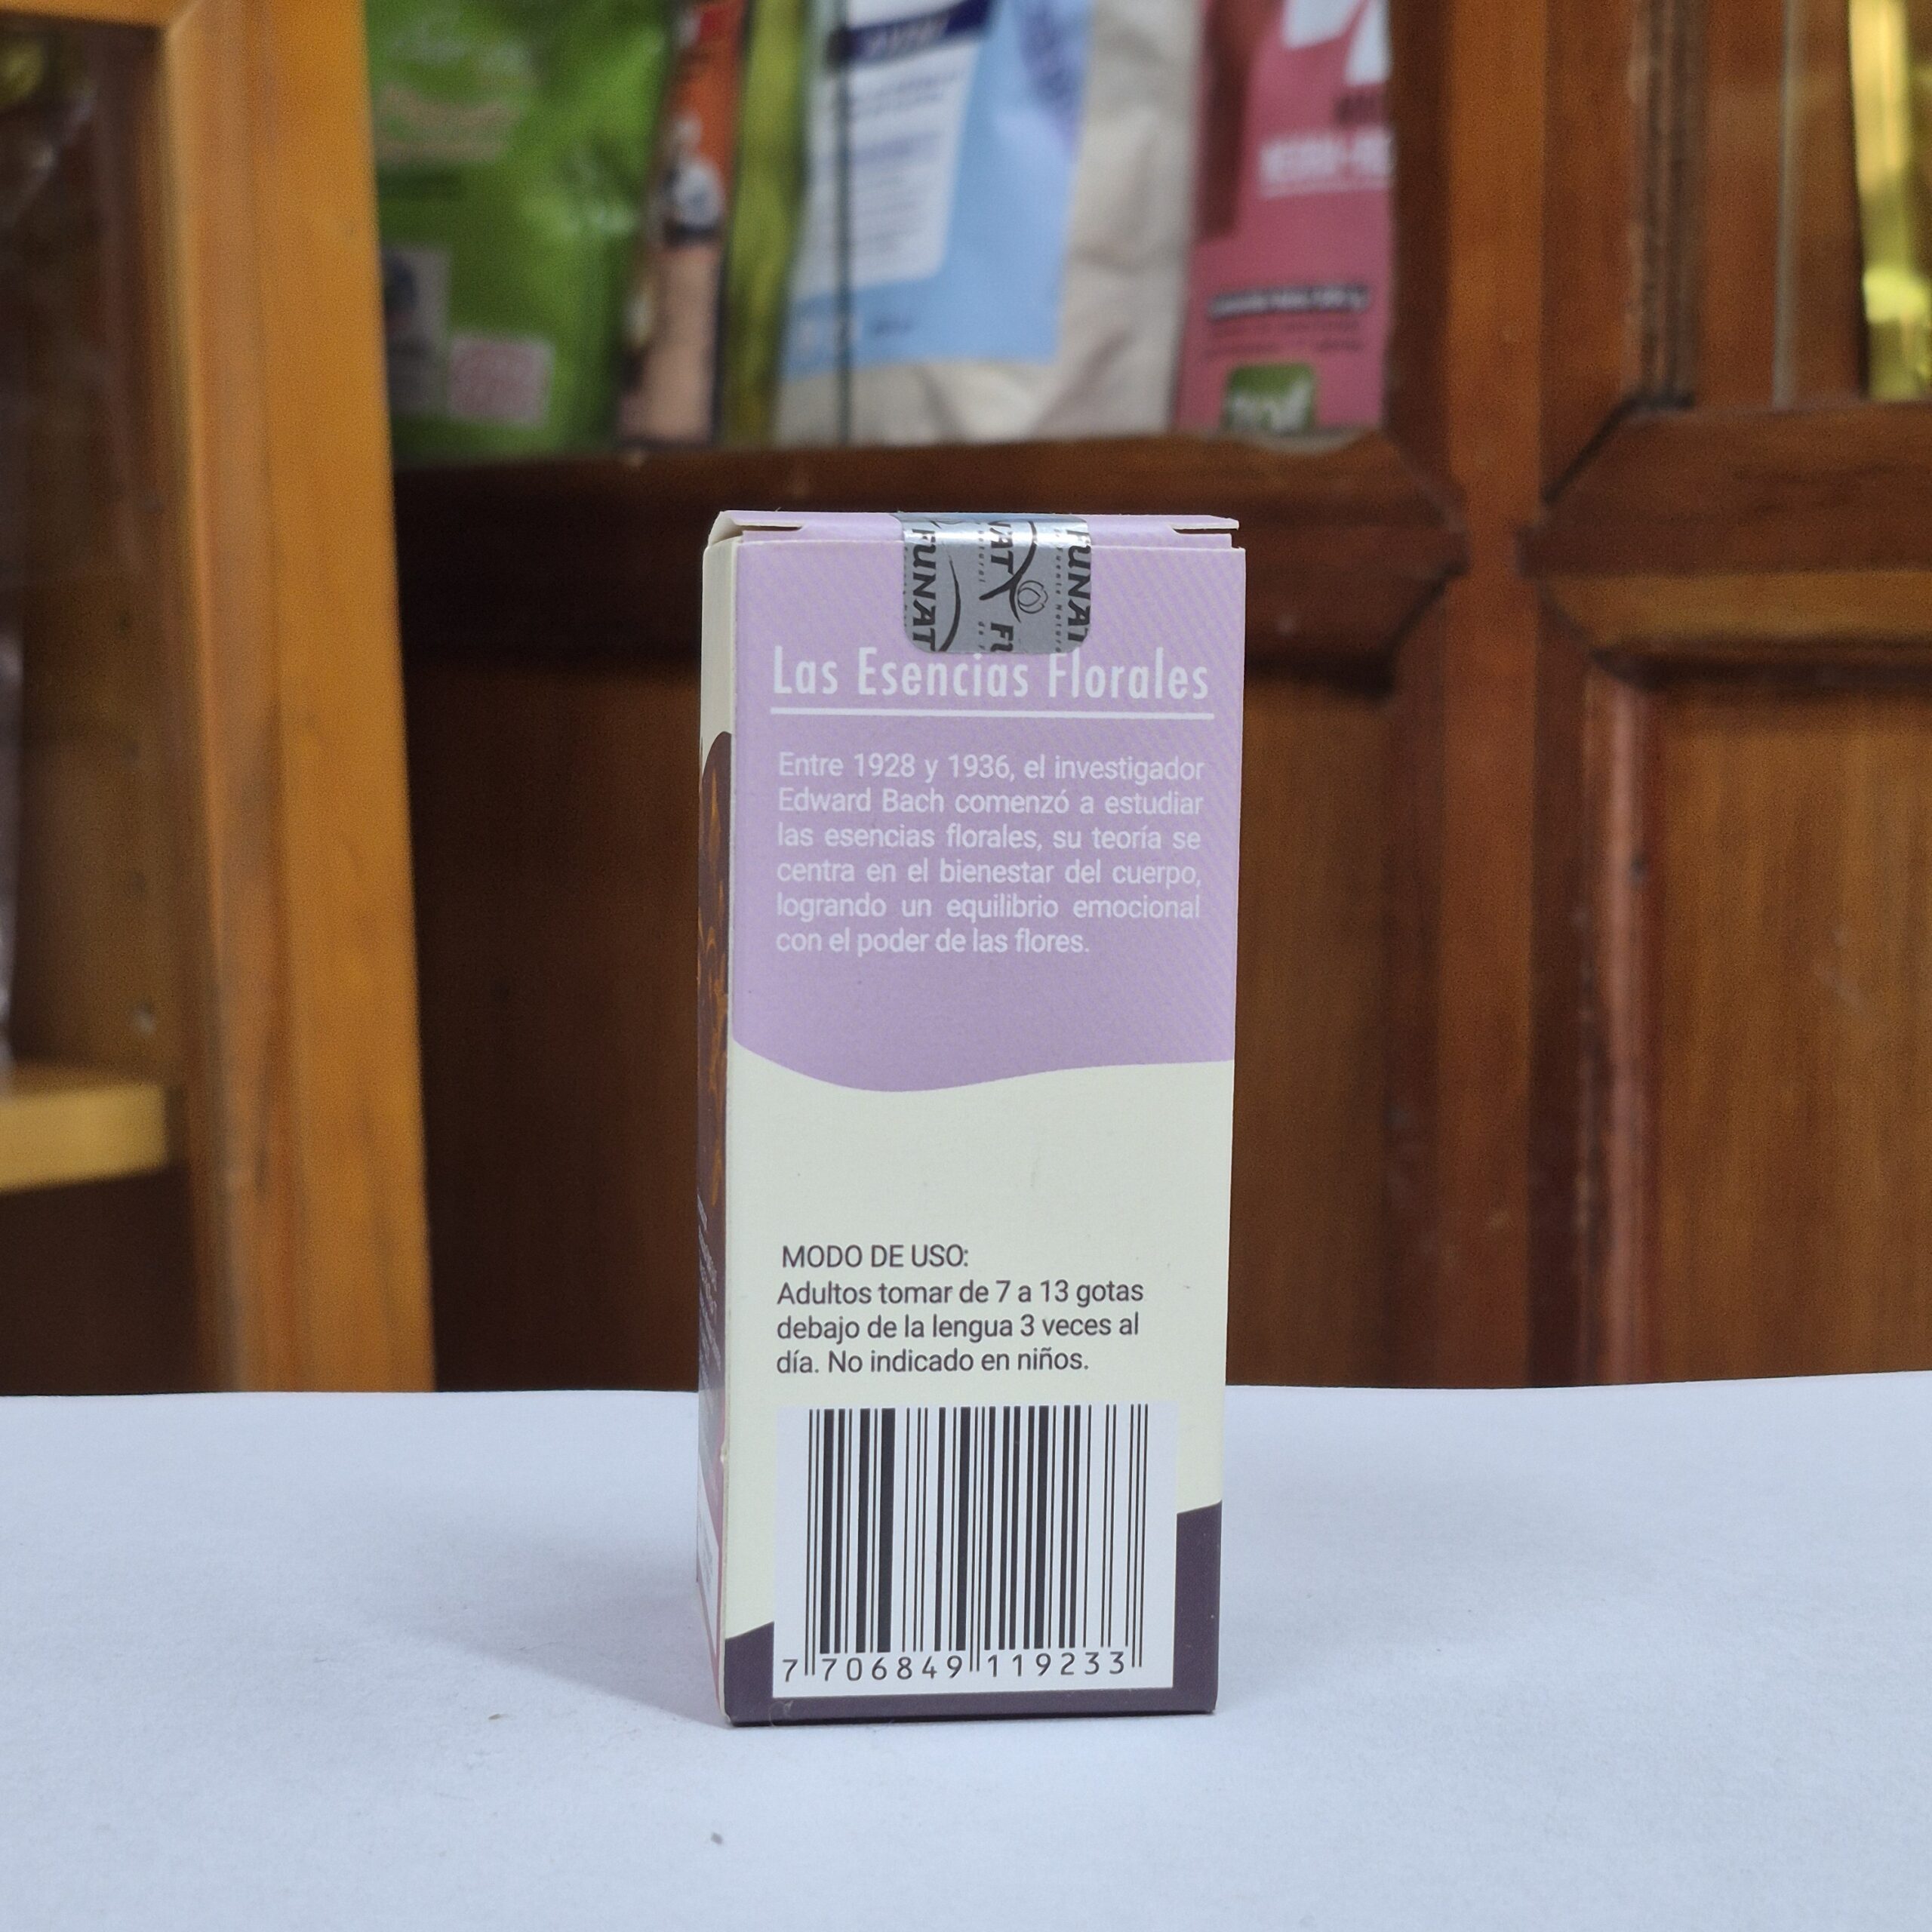 FUNAT
Las Esencias Florales
Entre 1928 y 1936, el investigador
Edward Bach comenzó a estudiar
las esencias florales, su teoría se
centra en el bienestar del cuerpo,
logrando un equilibrio emocional
con el poder de las flores.
MODO DE USO:
Adultos tomar de 7 a 13 gotas
debajo de la lengua 3 veces al
día. No indicado en niños.
7 706849 119233